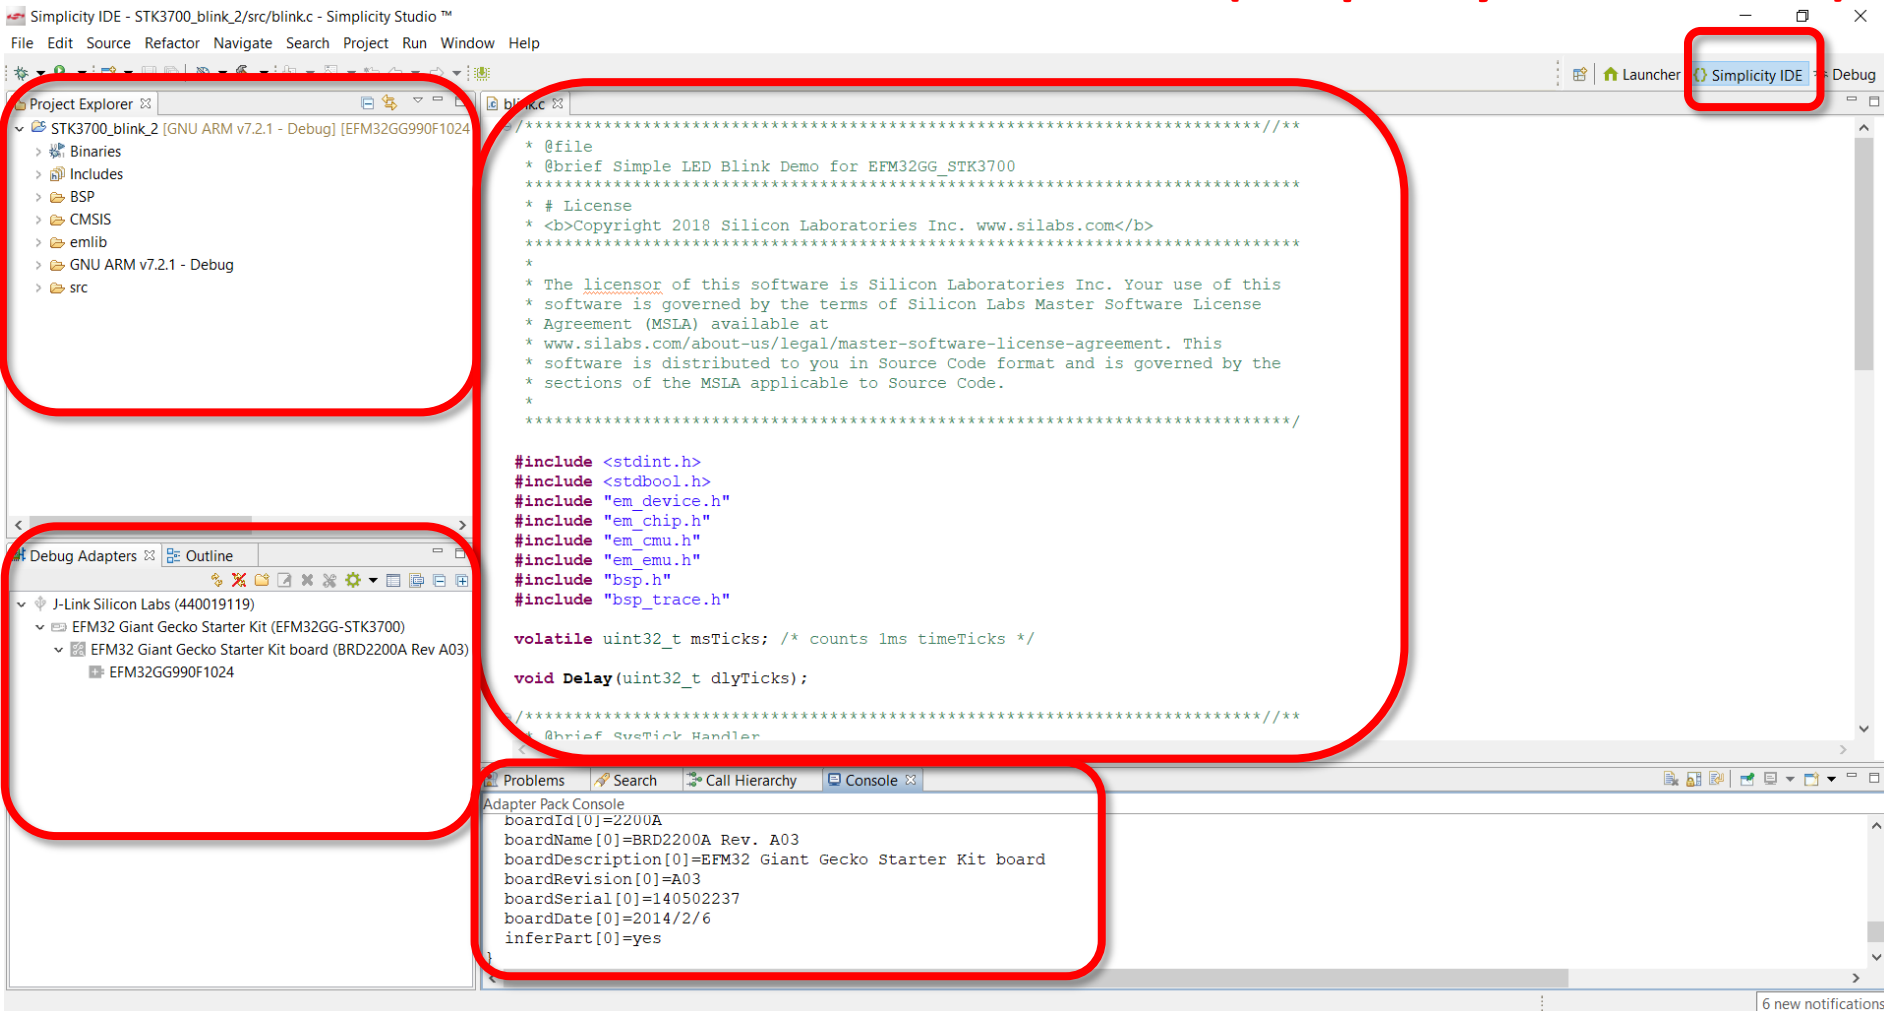 Simplicity IDE - STK3700_blink_2/src/blink.c - Simplicity Studio ™
File Edit Source Refactor Navigate Search Project Run Window Help
Launcher Simplicity IDE Debug
Project Explorer
STK3700_blink_2 [GNU ARM v7.2.1 - Debug] [EFM32GG990F1024
Binaries
Includes
BSP
CMSIS
emlib
GNU ARM v7.2.1 - Debug
src
Debug Adapters Outline
J-Link Silicon Labs (440019119)
EFM32 Giant Gecko Starter Kit (EFM32GG-STK3700)
EFM32 Giant Gecko Starter Kit board (BRD2200A Rev A03)
EFM32GG990F1024
blink.c
/***************************************************************************//**
* @file
* @brief Simple LED Blink Demo for EFM32GG_STK3700
*******************************************************************************
* # License
* <b>Copyright 2018 Silicon Laboratories Inc. www.silabs.com</b>
*******************************************************************************
*
* The licensor of this software is Silicon Laboratories Inc. Your use of this
* software is governed by the terms of Silicon Labs Master Software License
* Agreement (MSLA) available at
* www.silabs.com/about-us/legal/master-software-license-agreement. This
* software is distributed to you in Source Code format and is governed by the
* sections of the MSLA applicable to Source Code.
*
******************************************************************************/
#include <stdint.h>
#include <stdbool.h>
#include "em_device.h"
#include "em_chip.h"
#include "em_cmu.h"
#include "em_emu.h"
#include "bsp.h"
#include "bsp_trace.h"
volatile uint32_t msTicks; /* counts 1ms timeTicks */
void Delay(uint32_t dlyTicks);
/***************************************************************************//**
* @brief SysTick Handler
Problems Search Call Hierarchy Console
Adapter Pack Console
boardId[0]=2200A
boardName[0]=BRD2200A Rev. A03
boardDescription[0]=EFM32 Giant Gecko Starter Kit board
boardRevision[0]=A03
boardSerial[0]=140502237
boardDate[0]=2014/2/6
inferPart[0]=yes
}
6 new notifications